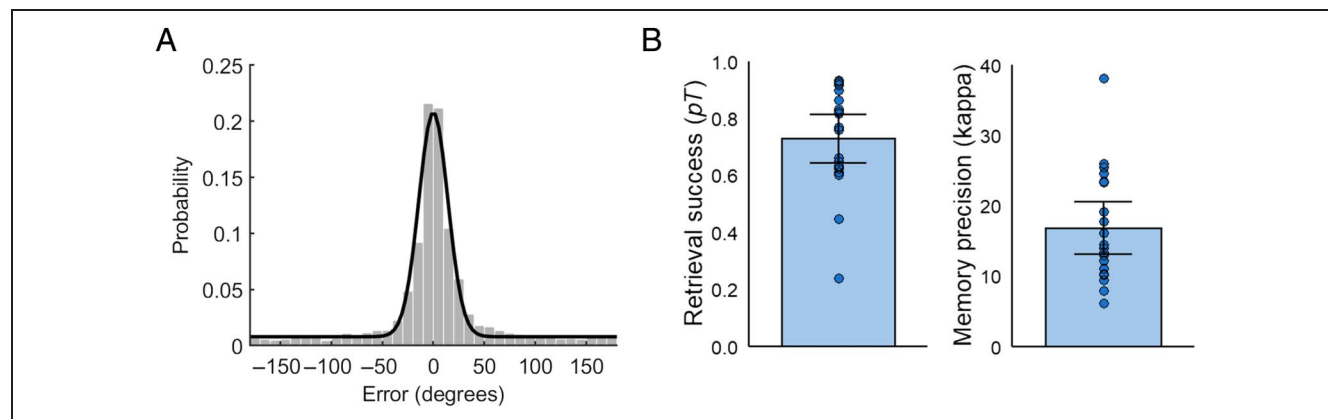 A
0.25
0.2
0.15
0.1
0.05
0
Probability
−150 −100 −50 0 50 100 150
Error (degrees)
B
1.0
0.8
0.6
0.4
0.2
0.0
Retrieval success (pT)
40
30
20
10
0
Memory precision (kappa)